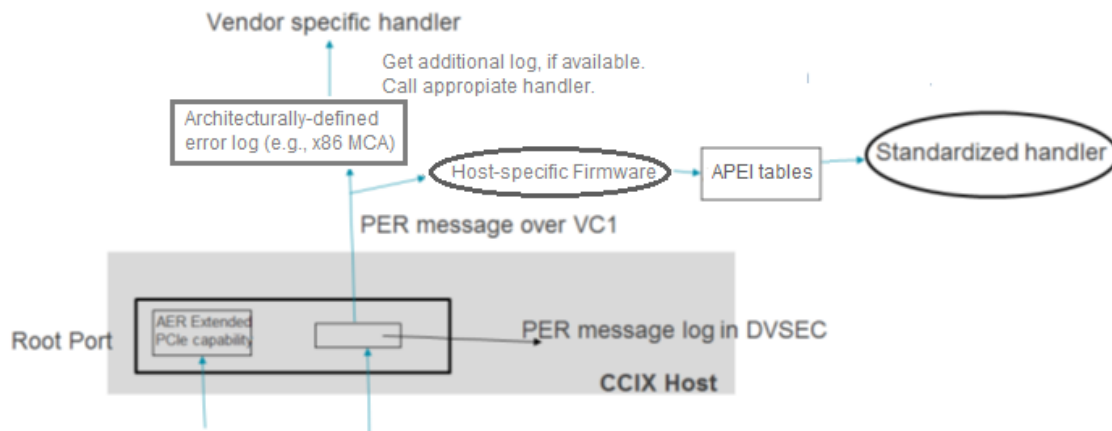 Vendor specific handler
Get additional log, if available.
Call appropiate handler.
Architecturally-defined
error log (e.g., x86 MCA)
Host-specific Firmware
APEI tables
Standardized handler
PER message over VC1
Root Port
AER Extended
PCIe capability
PER message log in DVSEC
CCIX Host